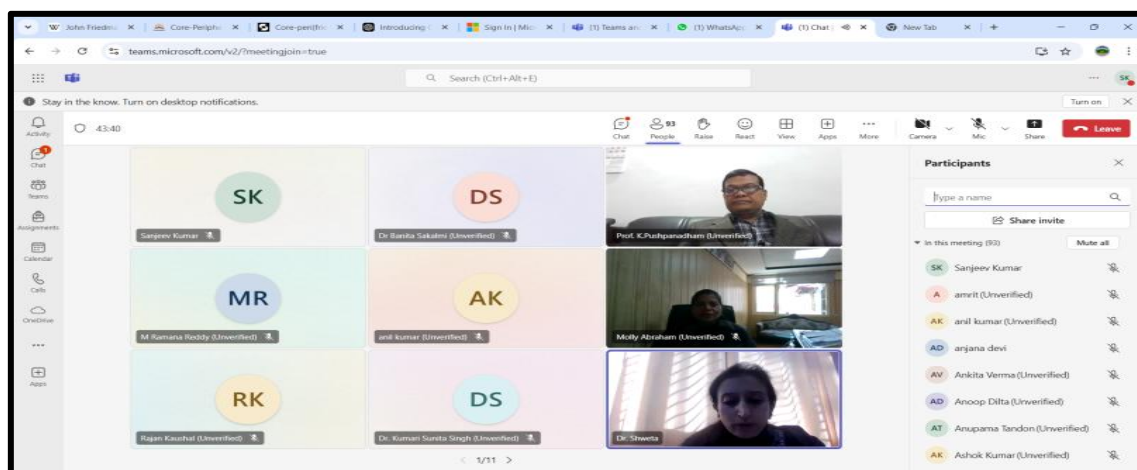 John Friedm
Core-Periphe
Core-perifric
Introducing C
Sign In | Mic
(1) Teams an
(1) WhatsAp
(1) Chat |
New Tab
teams.microsoft.com/v2/?meetingjoin=true
Search (Ctrl+Alt+E)
SK
Stay in the know. Turn on desktop notifications.
Turn on
Activity
Chat
Teams
Assignments
Calendar
Calls
OneDrive
Apps
43:40
Chat
93
People
Raise
React
View
Apps
More
Camera
Mic
Share
Leave
SK
Sanjeev Kumar
DS
Dr Banita Sakalmi (Unverified)
Prof. K.Pushpanadham (Unverified)
MR
M Ramana Reddy (Unverified)
AK
anil kumar (Unverified)
Molly Abraham (Unverified)
RK
Rajan Kaushal (Unverified)
DS
Dr. Kumari Sunita Singh (Unverified)
Dr. Shweta
1/11
Participants
Type a name
Share invite
In this meeting (93)
Mute all
SK Sanjeev Kumar
A amrit (Unverified)
AK anil kumar (Unverified)
AD anjana devi
AV Ankita Verma (Unverified)
AD Anoop Dilta (Unverified)
AT Anupama Tandon (Unverified)
AK Ashok Kumar (Unverified)